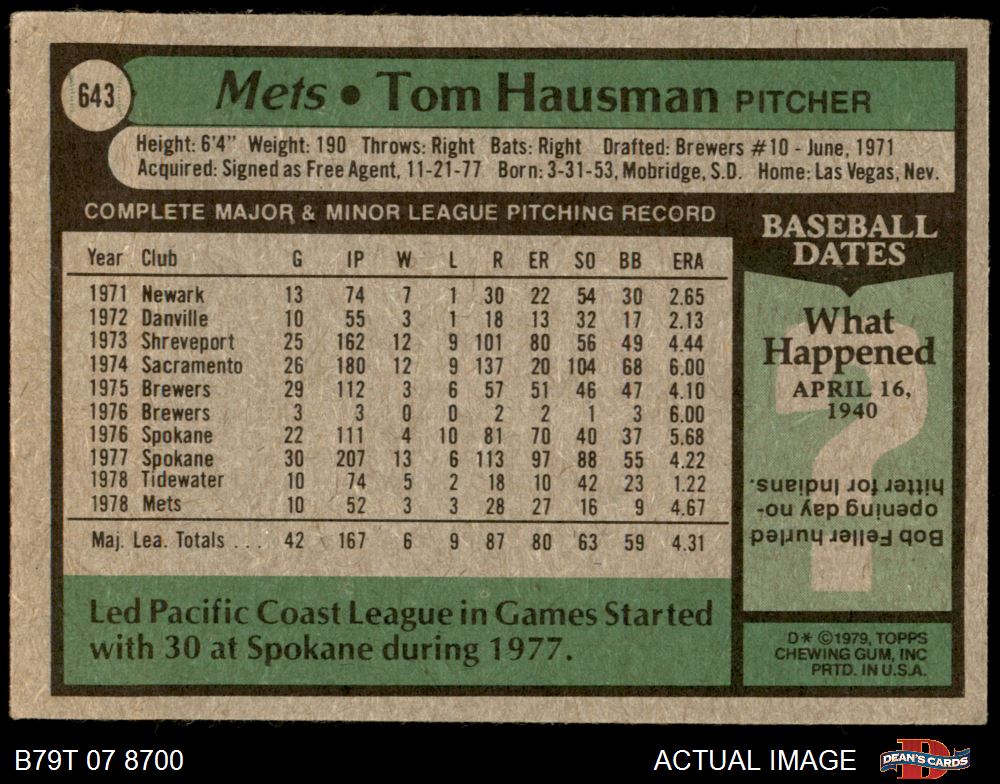 643
Mets • Tom Hausman PITCHER
Height: 6'4" Weight: 190 Throws: Right Bats: Right Drafted: Brewers #10 - June, 1971
Acquired: Signed as Free Agent, 11-21-77 Born: 3-31-53, Mobridge, S.D. Home: Las Vegas, Nev.
COMPLETE MAJOR & MINOR LEAGUE PITCHING RECORD
Year Club G IP W L R ER SO BB ERA
1971 Newark 13 74 7 1 30 22 54 30 2.65
1972 Danville 10 55 3 1 18 13 32 17 2.13
1973 Shreveport 25 162 12 9 101 80 56 49 4.44
1974 Sacramento 26 180 12 9 137 20 104 68 6.00
1975 Brewers 29 112 3 6 57 51 46 47 4.10
1976 Brewers 3 3 0 0 2 2 1 3 6.00
1976 Spokane 22 111 4 10 81 70 40 37 5.68
1977 Spokane 30 207 13 6 113 97 88 55 4.22
1978 Tidewater 10 74 5 2 18 10 42 23 1.22
1978 Mets 10 52 3 3 28 27 16 9 4.67
Maj. Lea. Totals ... 42 167 6 9 87 80 63 59 4.31
Led Pacific Coast League in Games Started
with 30 at Spokane during 1977.
BASEBALL
DATES
What
Happened
APRIL 16,
1940
Bob Feller hurled
opening day no-
hitter for Indians.
D* ©1979, TOPPS
CHEWING GUM, INC
PRTD. IN U.S.A.
B79T 07 8700
ACTUAL IMAGE
D
DEAN'S CARDS